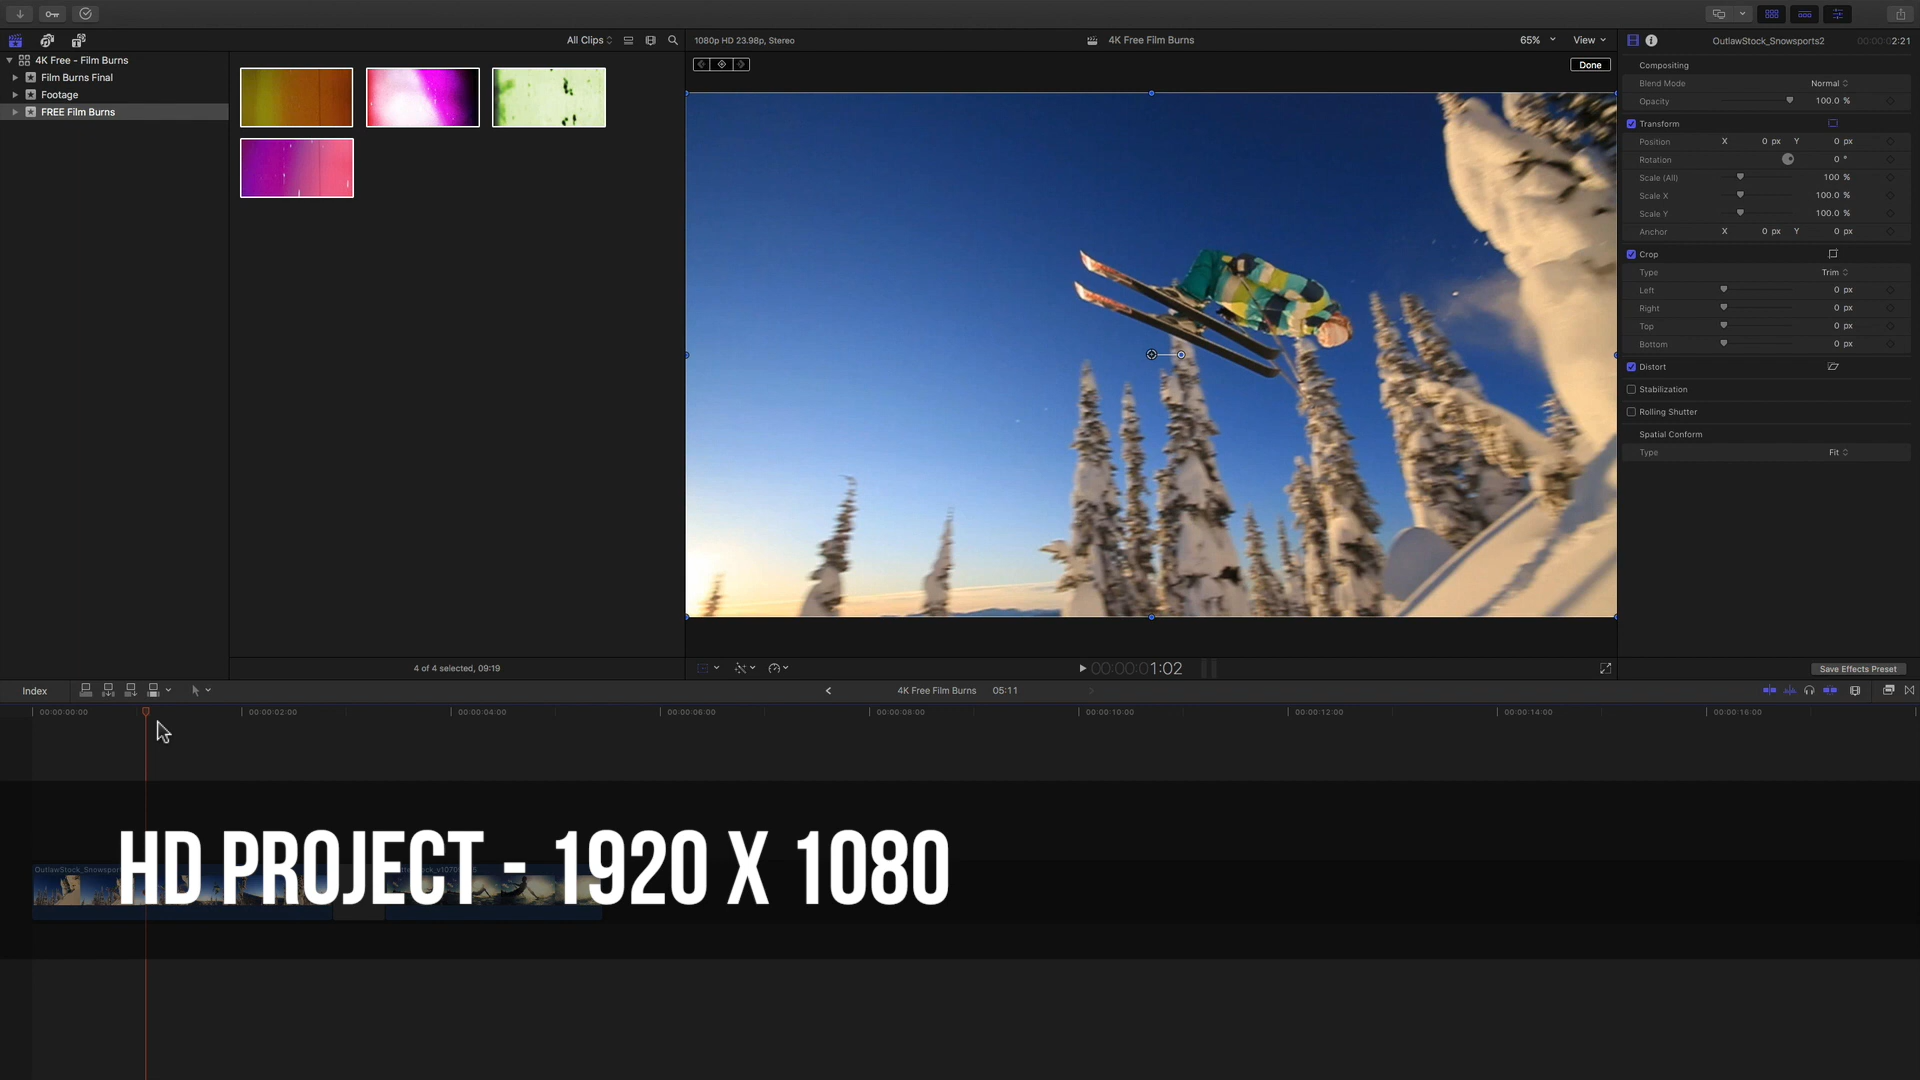 All Clips
1080p HD 23.98p, Stereo
4K Free Film Burns
65%
View
OutlawStock_Snowsports2
00:00:02:21
4K Free - Film Burns
Film Burns Final
Footage
FREE Film Burns
Done
Compositing
Blend Mode Normal
Opacity 100.0 %
Transform
Position X 0 px Y 0 px
Rotation 0 °
Scale (All) 100 %
Scale X 100.0 %
Scale Y 100.0 %
Anchor X 0 px Y 0 px
Crop
Type Trim
Left 0 px
Right 0 px
Top 0 px
Bottom 0 px
Distort
Stabilization
Rolling Shutter
Spatial Conform
Type Fit
4 of 4 selected, 09:19
00:00:01:02
Save Effects Preset
Index
4K Free Film Burns 05:11
00:00:00:00 00:00:02:00 00:00:04:00 00:00:06:00 00:00:08:00 00:00:10:00 00:00:12:00 00:00:14:00 00:00:16:00
HD PROJECT - 1920 X 1080